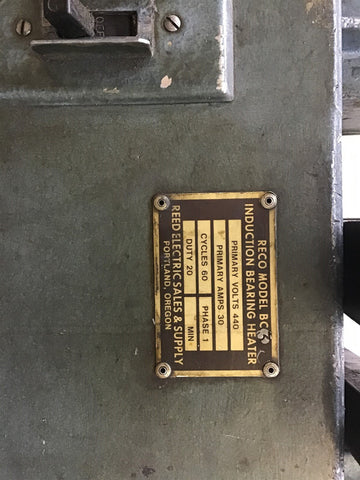 RECO MODEL BC
INDUCTION BEARING HEATER
PRIMARY VOLTS 440
PRIMARY AMPS 30
CYCLES 60 PHASE 1
DUTY 20 MIN
REED ELECTRIC SALES & SUPPLY
PORTLAND, OREGON